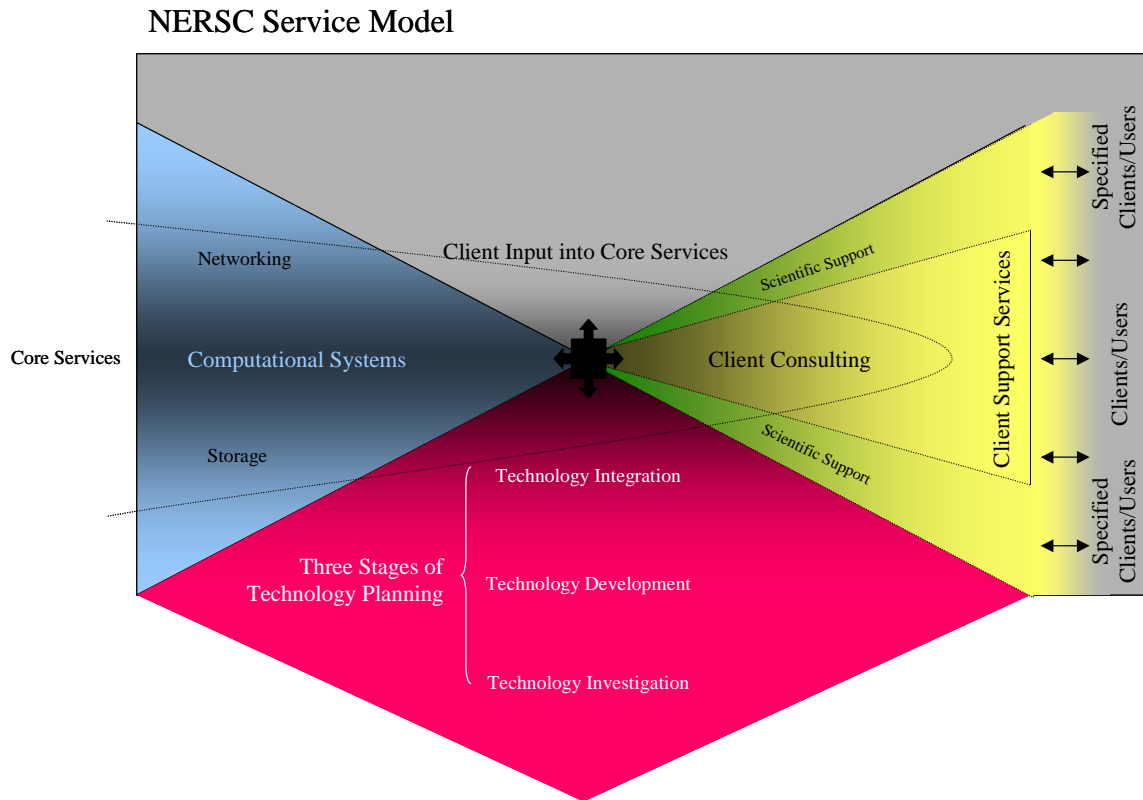 NERSC Service Model
Client Input into Core Services
Networking
Core Services
Computational Systems
Storage
Scientific Support
Client Consulting
Scientific Support
Client Support Services
Specified
Clients/Users
Clients/Users
Specified
Clients/Users
Three Stages of
Technology Planning
Technology Integration
Technology Development
Technology Investigation